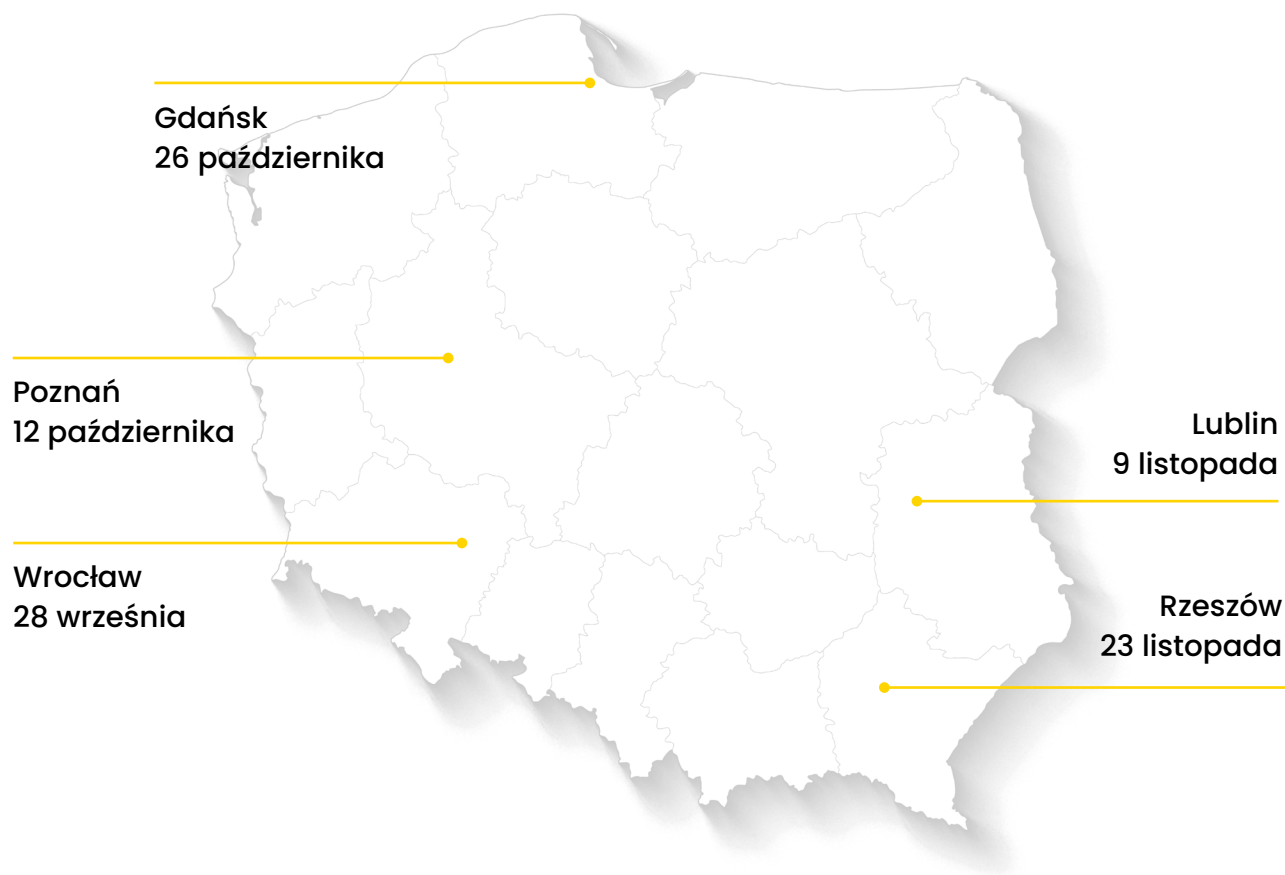 Gdańsk
26 października
Poznań
12 października
Lublin
9 listopada
Wrocław
28 września
Rzeszów
23 listopada